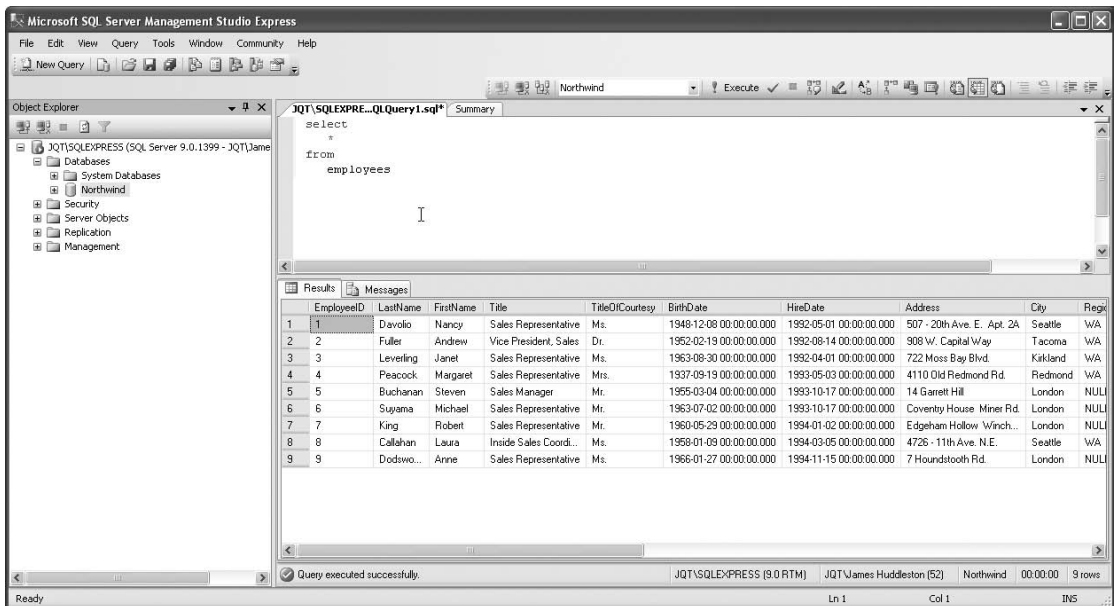 Microsoft SQL Server Management Studio Express
File Edit View Query Tools Window Community Help
New Query
Northwind Execute
Object Explorer
JQT\SQLEXPRE...QLQuery1.sql* Summary
JQT\SQLEXPRESS (SQL Server 9.0.1399 - JQT\Jame
Databases
System Databases
Northwind
Security
Server Objects
Replication
Management
select
*
from
employees
Results Messages
EmployeeID LastName FirstName Title TitleOfCourtesy BirthDate HireDate Address City Regi
1 1 Davolio Nancy Sales Representative Ms. 1948-12-08 00:00:00.000 1992-05-01 00:00:00.000 507 - 20th Ave. E. Apt. 2A Seattle WA
2 2 Fuller Andrew Vice President, Sales Dr. 1952-02-19 00:00:00.000 1992-08-14 00:00:00.000 908 W. Capital Way Tacoma WA
3 3 Leverling Janet Sales Representative Ms. 1963-08-30 00:00:00.000 1992-04-01 00:00:00.000 722 Moss Bay Blvd. Kirkland WA
4 4 Peacock Margaret Sales Representative Mrs. 1937-09-19 00:00:00.000 1993-05-03 00:00:00.000 4110 Old Redmond Rd. Redmond WA
5 5 Buchanan Steven Sales Manager Mr. 1955-03-04 00:00:00.000 1993-10-17 00:00:00.000 14 Garrett Hill London NULL
6 6 Suyama Michael Sales Representative Mr. 1963-07-02 00:00:00.000 1993-10-17 00:00:00.000 Coventry House Miner Rd. London NULL
7 7 King Robert Sales Representative Mr. 1960-05-29 00:00:00.000 1994-01-02 00:00:00.000 Edgeham Hollow Winch... London NULL
8 8 Callahan Laura Inside Sales Coordi... Ms. 1958-01-09 00:00:00.000 1994-03-05 00:00:00.000 4726 - 11th Ave. N.E. Seattle WA
9 9 Dodswo... Anne Sales Representative Ms. 1966-01-27 00:00:00.000 1994-11-15 00:00:00.000 7 Houndstooth Rd. London NULL
Query executed successfully. JQT\SQLEXPRESS (9.0 RTM) JQT\James Huddleston (52) Northwind 00:00:00 9 rows
Ready Ln 1 Col 1 INS